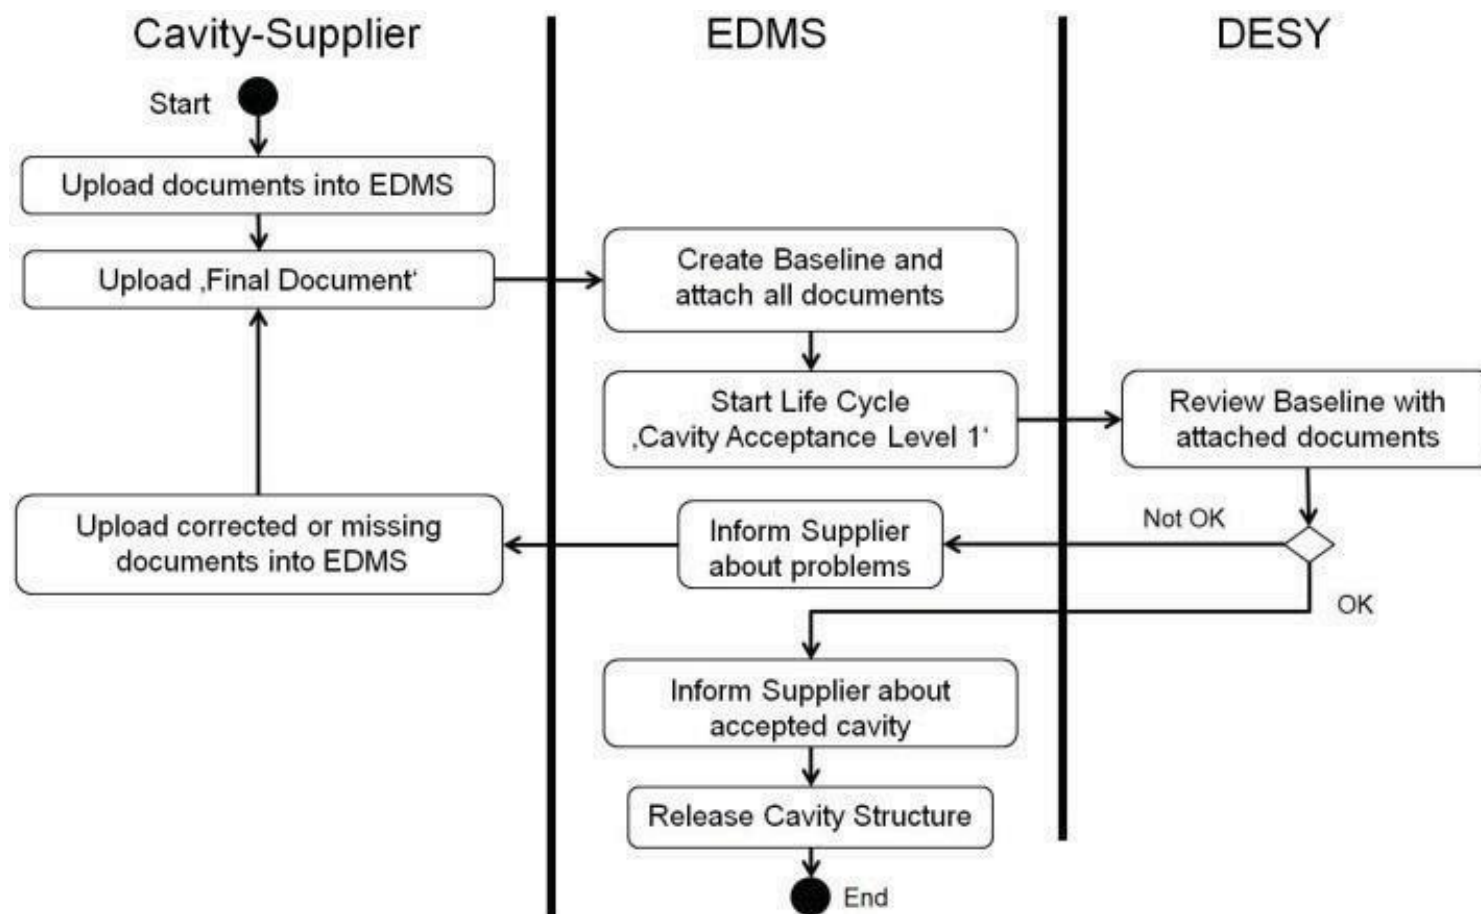 Cavity-Supplier
EDMS
DESY
Start
Upload documents into EDMS
Upload ‚Final Document‘
Create Baseline and
attach all documents
Start Life Cycle
‚Cavity Acceptance Level 1‘
Review Baseline with
attached documents
Not OK
Inform Supplier
about problems
Upload corrected or missing
documents into EDMS
OK
Inform Supplier about
accepted cavity
Release Cavity Structure
End